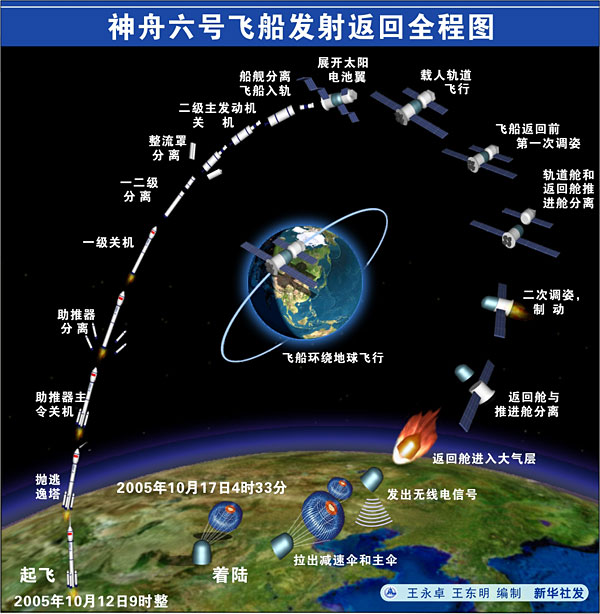 神舟六号飞船发射返回全程图
展开太阳
电池翼
船舰分离
飞船入轨
载人轨道
飞行
二级主发动机
关 机
飞船返回前
第一次调姿
整流罩
分离
轨道舱和
返回舱推
进舱分离
一二级
分离
一级关机
二次调姿，
制 动
助推器
分离
飞船环绕地球飞行
助推器主
令关机
返回舱与
推进舱分离
返回舱进入大气层
抛逃
逸塔
2005年10月17日4时33分
发出无线电信号
拉出减速伞和主伞
起飞
着陆
2005年10月12日9时整
王永卓 王东明 编制
新华社发